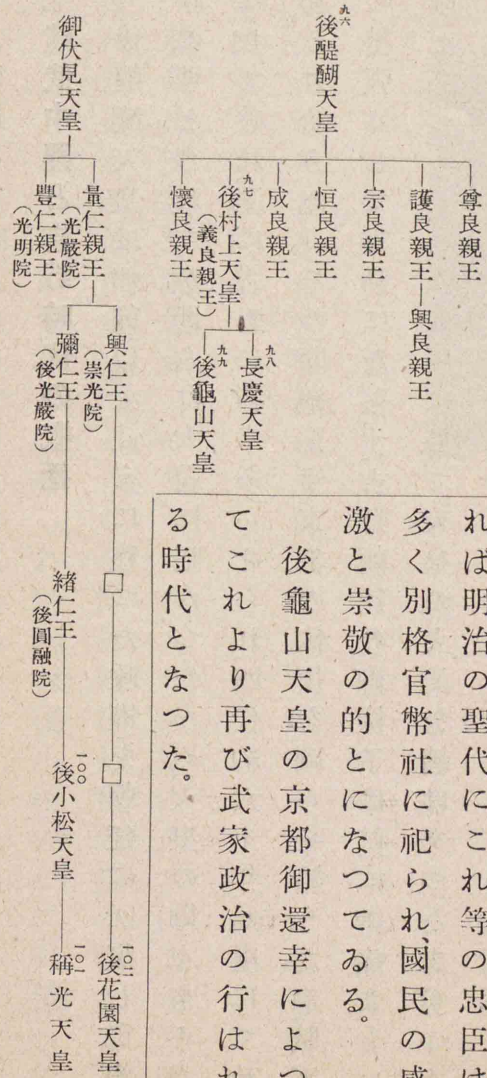 九六
後醍醐天皇
尊良親王
護良親王
興良親王
宗良親王
恒良親王
成良親王
九七
後村上天皇
（義良親王）
九八
長慶天皇
九九
後龜山天皇
懷良親王
御伏見天皇
量仁親王
（光嚴院）
興仁王
（崇光院）
□
□
一〇二
後花園天皇
彌仁王
（後光嚴院）
緒仁王
（後圓融院）
一〇〇
後小松天皇
一〇一
稱光天皇
豐仁親王
（光明院）
れば明治の聖代にこれ等の忠臣は
多く別格官幣社に祀られ、國民の感
激と崇敬の的とになつてゐる。
後龜山天皇の京都御還幸によつ
てこれより再び武家政治の行はれ
る時代となつた。